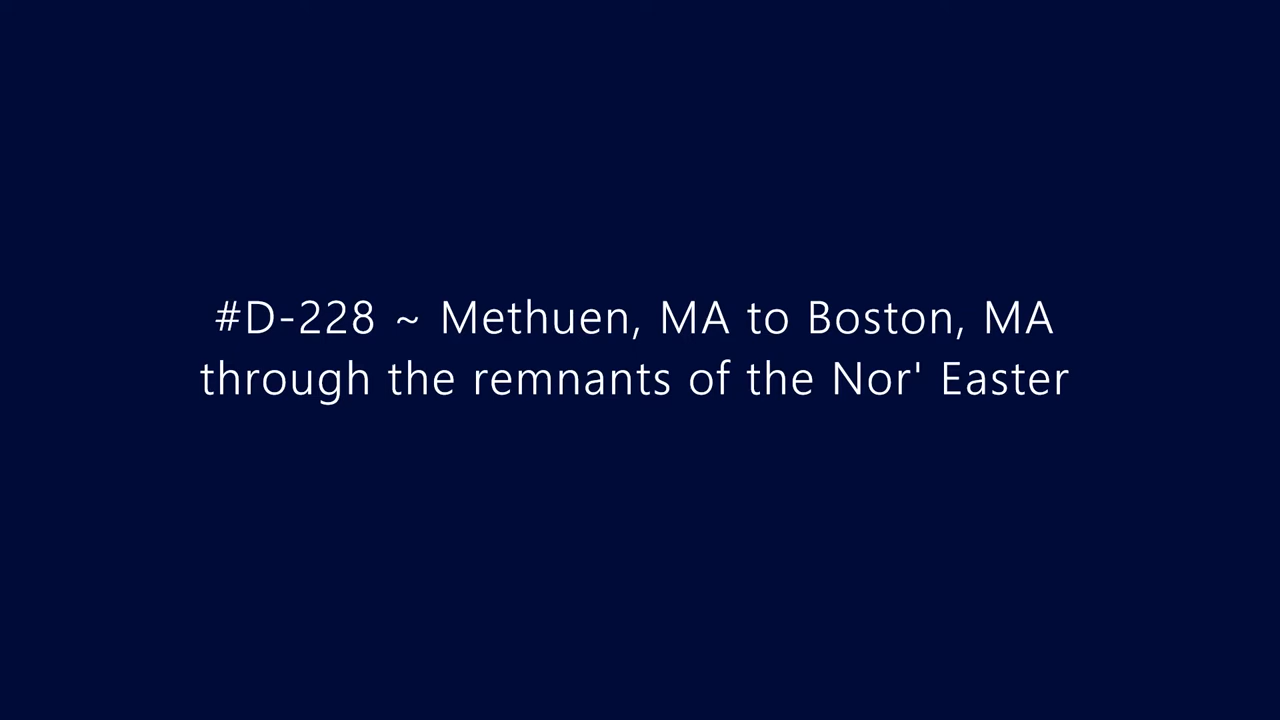 #D-228 ~ Methuen, MA to Boston, MA
through the remnants of the Nor' Easter